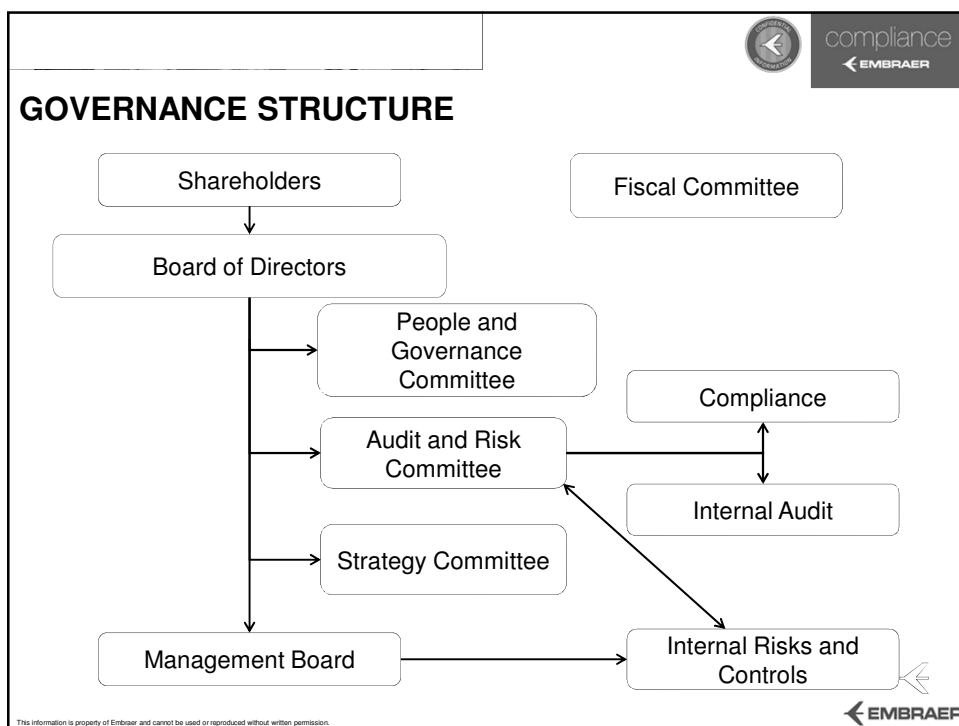 CONFIDENTIAL
INFORMATION
compliance
EMBRAER
GOVERNANCE STRUCTURE
Shareholders
Fiscal Committee
Board of Directors
People and
Governance
Committee
Compliance
Audit and Risk
Committee
Internal Audit
Strategy Committee
Management Board
Internal Risks and
Controls
EMBRAER
This information is property of Embraer and cannot be used or reproduced without written permission.